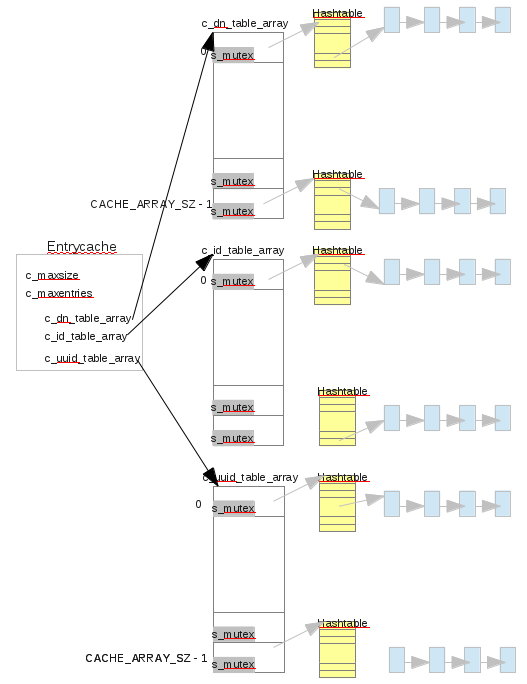 c_dn_table_array
Hashtable
0
s_mutex
s_mutex
Hashtable
CACHE_ARRAY_SZ - 1
s_mutex
Entrycache
c_maxsize
c_maxentries
c_dn_table_array
c_id_table_array
c_uuid_table_array
c_id_table_array
Hashtable
0
s_mutex
Hashtable
s_mutex
s_mutex
c_uuid_table_array
Hashtable
0
s_mutex
Hashtable
s_mutex
CACHE_ARRAY_SZ - 1
s_mutex